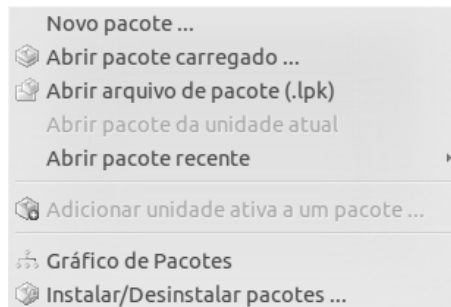 Novo pacote ...
Abrir pacote carregado ...
Abrir arquivo de pacote (.lpk)
Abrir pacote da unidade atual
Abrir pacote recente
Adicionar unidade ativa a um pacote ...
Gráfico de Pacotes
Instalar/Desinstalar pacotes ...